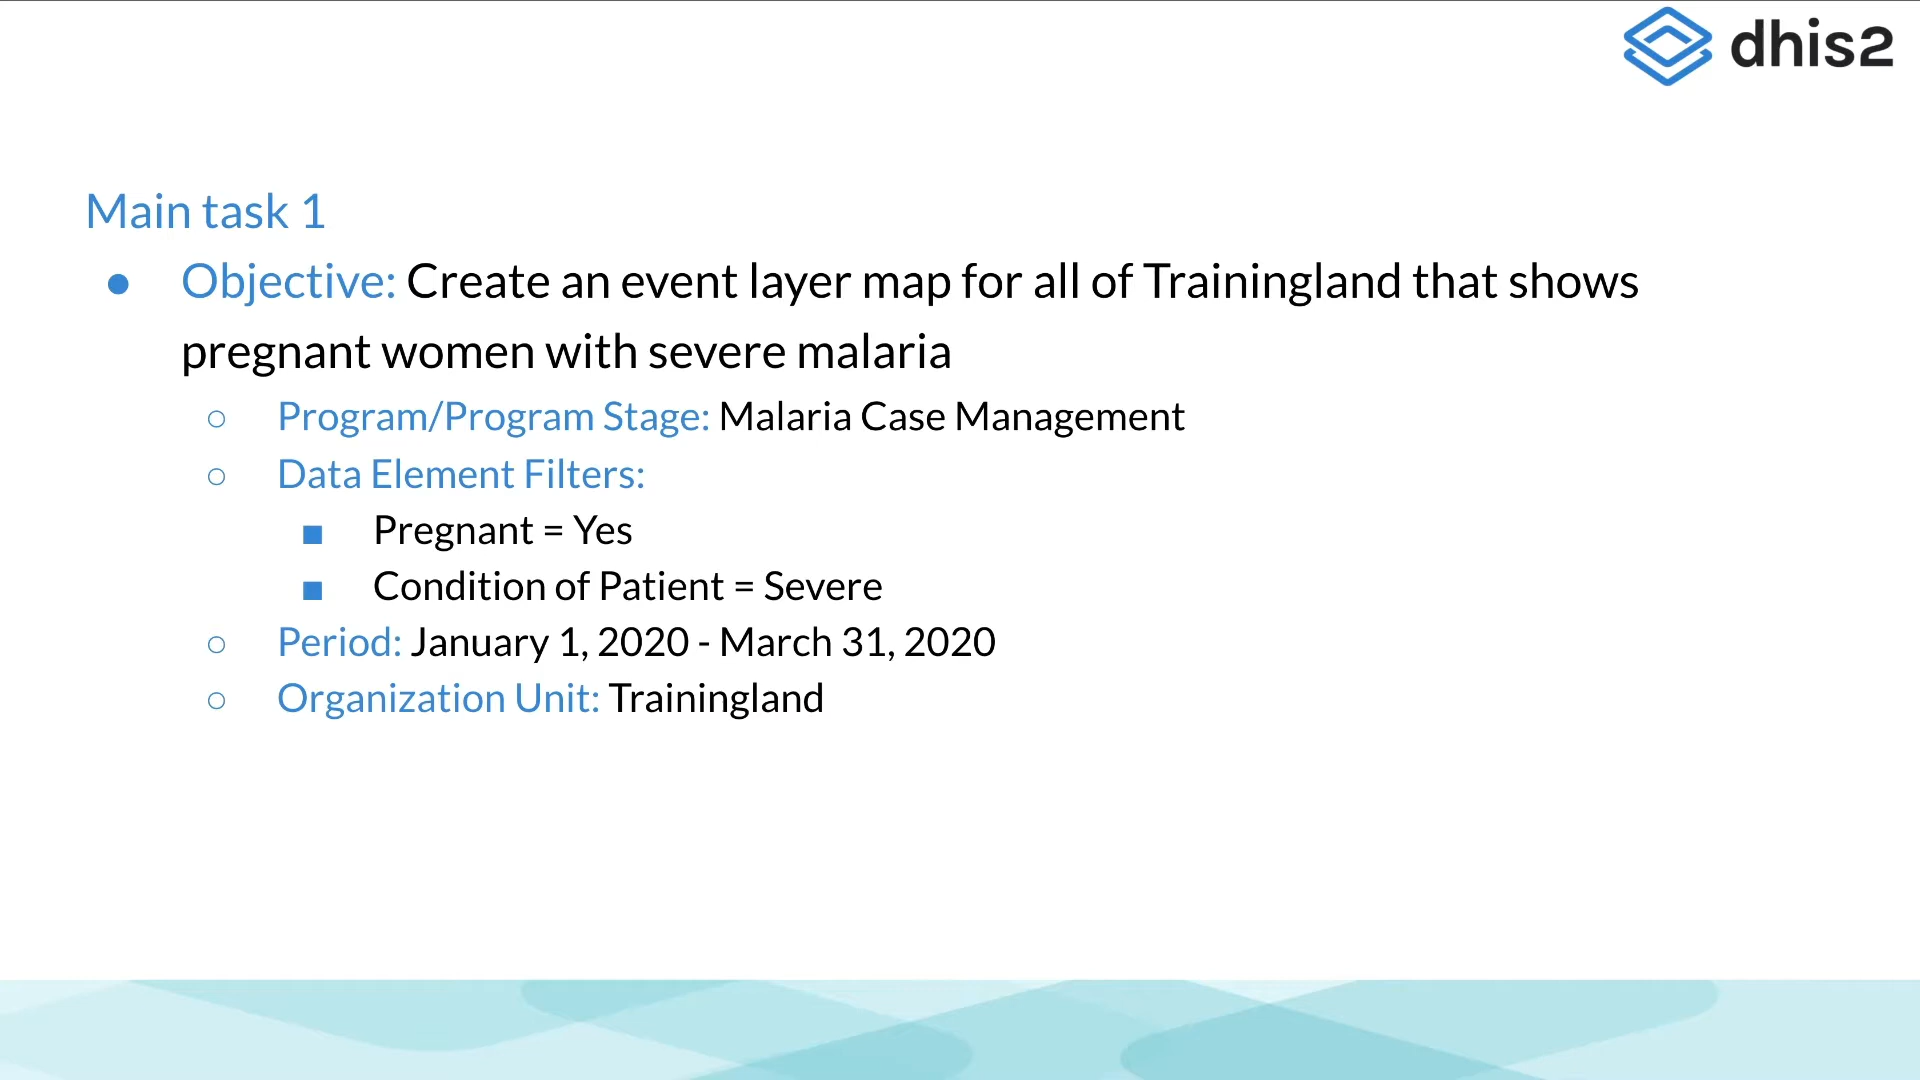 dhis2
Main task 1
● Objective: Create an event layer map for all of Trainingland that shows
pregnant women with severe malaria
○ Program/Program Stage: Malaria Case Management
○ Data Element Filters:
■ Pregnant = Yes
■ Condition of Patient = Severe
○ Period: January 1, 2020 - March 31, 2020
○ Organization Unit: Trainingland